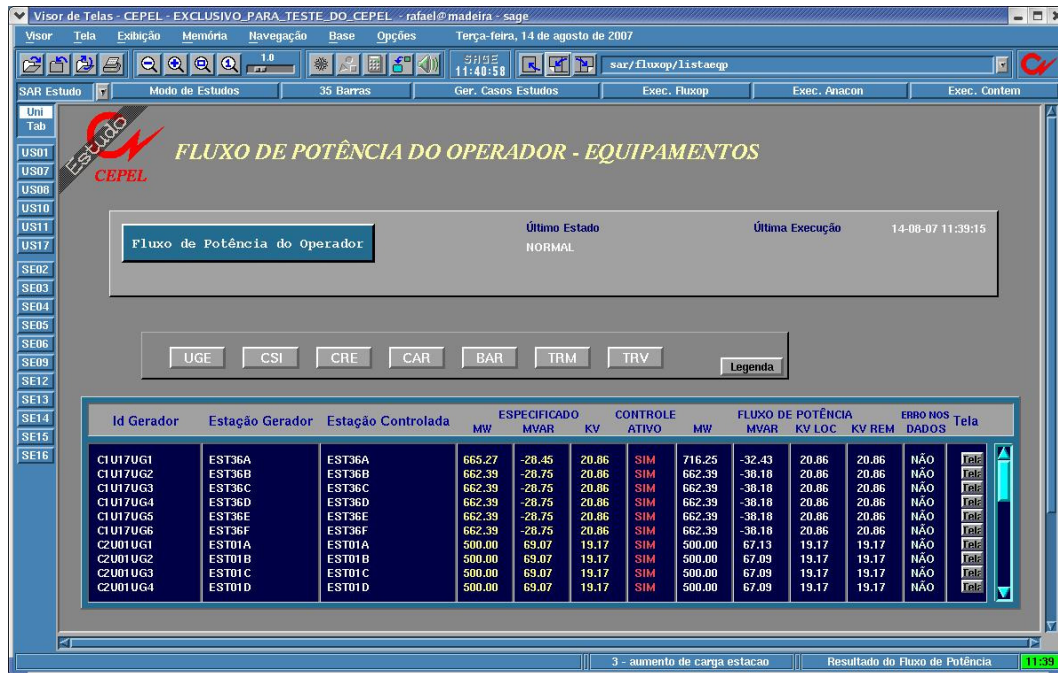 Visor de Telas - CEPEL - EXCLUSIVO_PARA_TESTE_DO_CEPEL - rafael@madeira - sage
Visor Tela Exibição Memória Navegação Base Opções Terça-feira, 14 de agosto de 2007
1.0 SAGE 11:40:58 sar/fluxop/listaeqp
SAR Estudo Modo de Estudos 35 Barras Ger. Casos Estudos Exec. Fluxop Exec. Anacon Exec. Contem
Uni
Tab
US01
US07
US08
US10
US11
US17
SE02
SE03
SE04
SE05
SE06
SE09
SE12
SE13
SE14
SE15
SE16
Estudo
CEPEL
FLUXO DE POTÊNCIA DO OPERADOR - EQUIPAMENTOS
Fluxo de Potência do Operador
Último Estado
NORMAL
Última Execução 14-08-07 11:39:15
UGE CSI CRE CAR BAR TRM TRV Legenda
ESPECIFICADO CONTROLE FLUXO DE POTÊNCIA ERRO NOS
Id Gerador Estação Gerador Estação Controlada MW MVAR KV ATIVO MW MVAR KV LOC KV REM DADOS Tela
C1U17UG1 EST36A EST36A 665.27 -28.45 20.86 SIM 716.25 -32.43 20.86 20.86 NÃO Tela
C1U17UG2 EST36B EST36B 662.39 -28.75 20.86 SIM 662.39 -38.18 20.86 20.86 NÃO Tela
C1U17UG3 EST36C EST36C 662.39 -28.75 20.86 SIM 662.39 -38.18 20.86 20.86 NÃO Tela
C1U17UG4 EST36D EST36D 662.39 -28.75 20.86 SIM 662.39 -38.18 20.86 20.86 NÃO Tela
C1U17UG5 EST36E EST36E 662.39 -28.75 20.86 SIM 662.39 -38.18 20.86 20.86 NÃO Tela
C1U17UG6 EST36F EST36F 662.39 -28.75 20.86 SIM 662.39 -38.18 20.86 20.86 NÃO Tela
C2U01UG1 EST01A EST01A 500.00 69.07 19.17 SIM 500.00 67.13 19.17 19.17 NÃO Tela
C2U01UG2 EST01B EST01B 500.00 69.07 19.17 SIM 500.00 67.09 19.17 19.17 NÃO Tela
C2U01UG3 EST01C EST01C 500.00 69.07 19.17 SIM 500.00 67.09 19.17 19.17 NÃO Tela
C2U01UG4 EST01D EST01D 500.00 69.07 19.17 SIM 500.00 67.09 19.17 19.17 NÃO Tela
3 - aumento de carga estacao Resultado do Fluxo de Potência 11:39